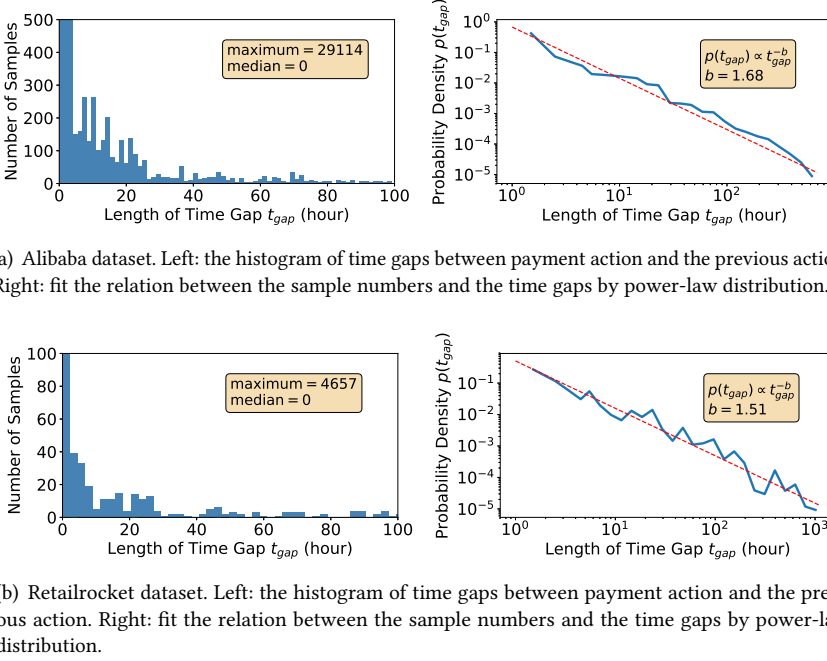 500
400
300
200
100
0
0 20 40 60 80 100
Number of Samples
Length of Time Gap t_gap (hour)
maximum = 29114
median = 0
10^0
10^-1
10^-2
10^-3
10^-4
10^-5
10^0 10^1 10^2
Probability Density p(t_gap)
Length of Time Gap t_gap (hour)
p(t_gap) ∝ t_gap^-b
b = 1.68
a) Alibaba dataset. Left: the histogram of time gaps between payment action and the previous actio
Right: fit the relation between the sample numbers and the time gaps by power-law distribution.
100
80
60
40
20
0
0 20 40 60 80 100
Number of Samples
Length of Time Gap t_gap (hour)
maximum = 4657
median = 0
10^-1
10^-2
10^-3
10^-4
10^-5
10^0 10^1 10^2 10^3
Probability Density p(t_gap)
Length of Time Gap t_gap (hour)
p(t_gap) ∝ t_gap^-b
b = 1.51
(b) Retailrocket dataset. Left: the histogram of time gaps between payment action and the pre
ous action. Right: fit the relation between the sample numbers and the time gaps by power-la
distribution.